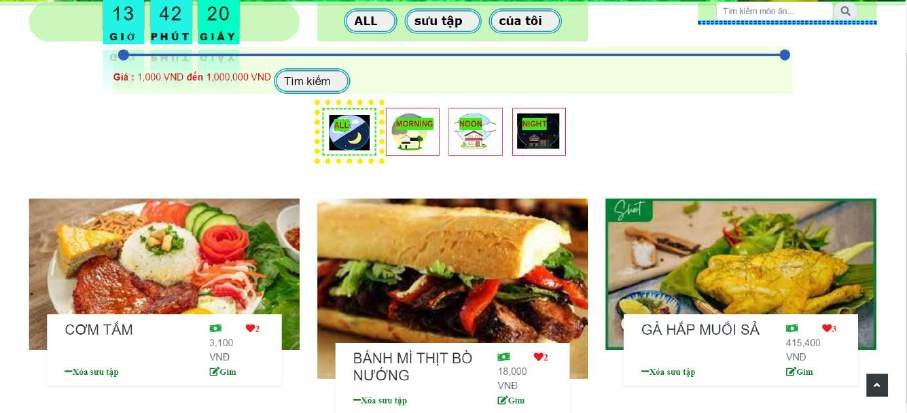 13 42 20
GIỜ PHÚT GIÂY
ALL sưu tập của tôi
Tìm kiếm món ăn...
Giá : 1,000 VND đến 1,000,000 VND Tìm kiếm
ALL MORNING NOON NIGHT
Short
CƠM TẤM
2
3,100
VNĐ
Xóa sưu tập
Gim
BÁNH MÌ THỊT BÒ
NƯỚNG
2
18,000
VNĐ
Xóa sưu tập
Gim
GÀ HẤP MUỐI SẢ
3
415,400
VNĐ
Xóa sưu tập
Gim